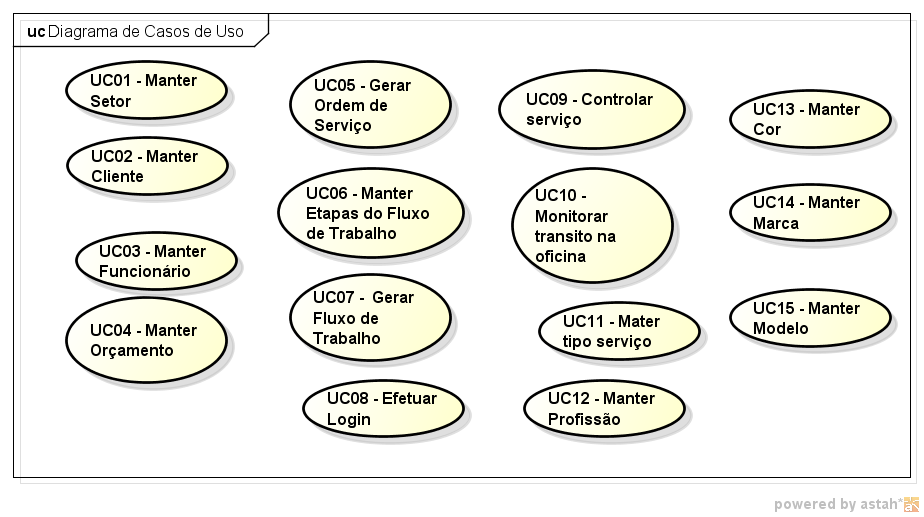 uc Diagrama de Casos de Uso
UC01 - Manter
Setor
UC02 - Manter
Cliente
UC03 - Manter
Funcionário
UC04 - Manter
Orçamento
UC05 - Gerar
Ordem de
Serviço
UC06 - Manter
Etapas do Fluxo
de Trabalho
UC07 - Gerar
Fluxo de
Trabalho
UC08 - Efetuar
Login
UC09 - Controlar
serviço
UC10 -
Monitorar
transito na
oficina
UC11 - Mater
tipo serviço
UC12 - Manter
Profissão
UC13 - Manter
Cor
UC14 - Manter
Marca
UC15 - Manter
Modelo
powered by astah*